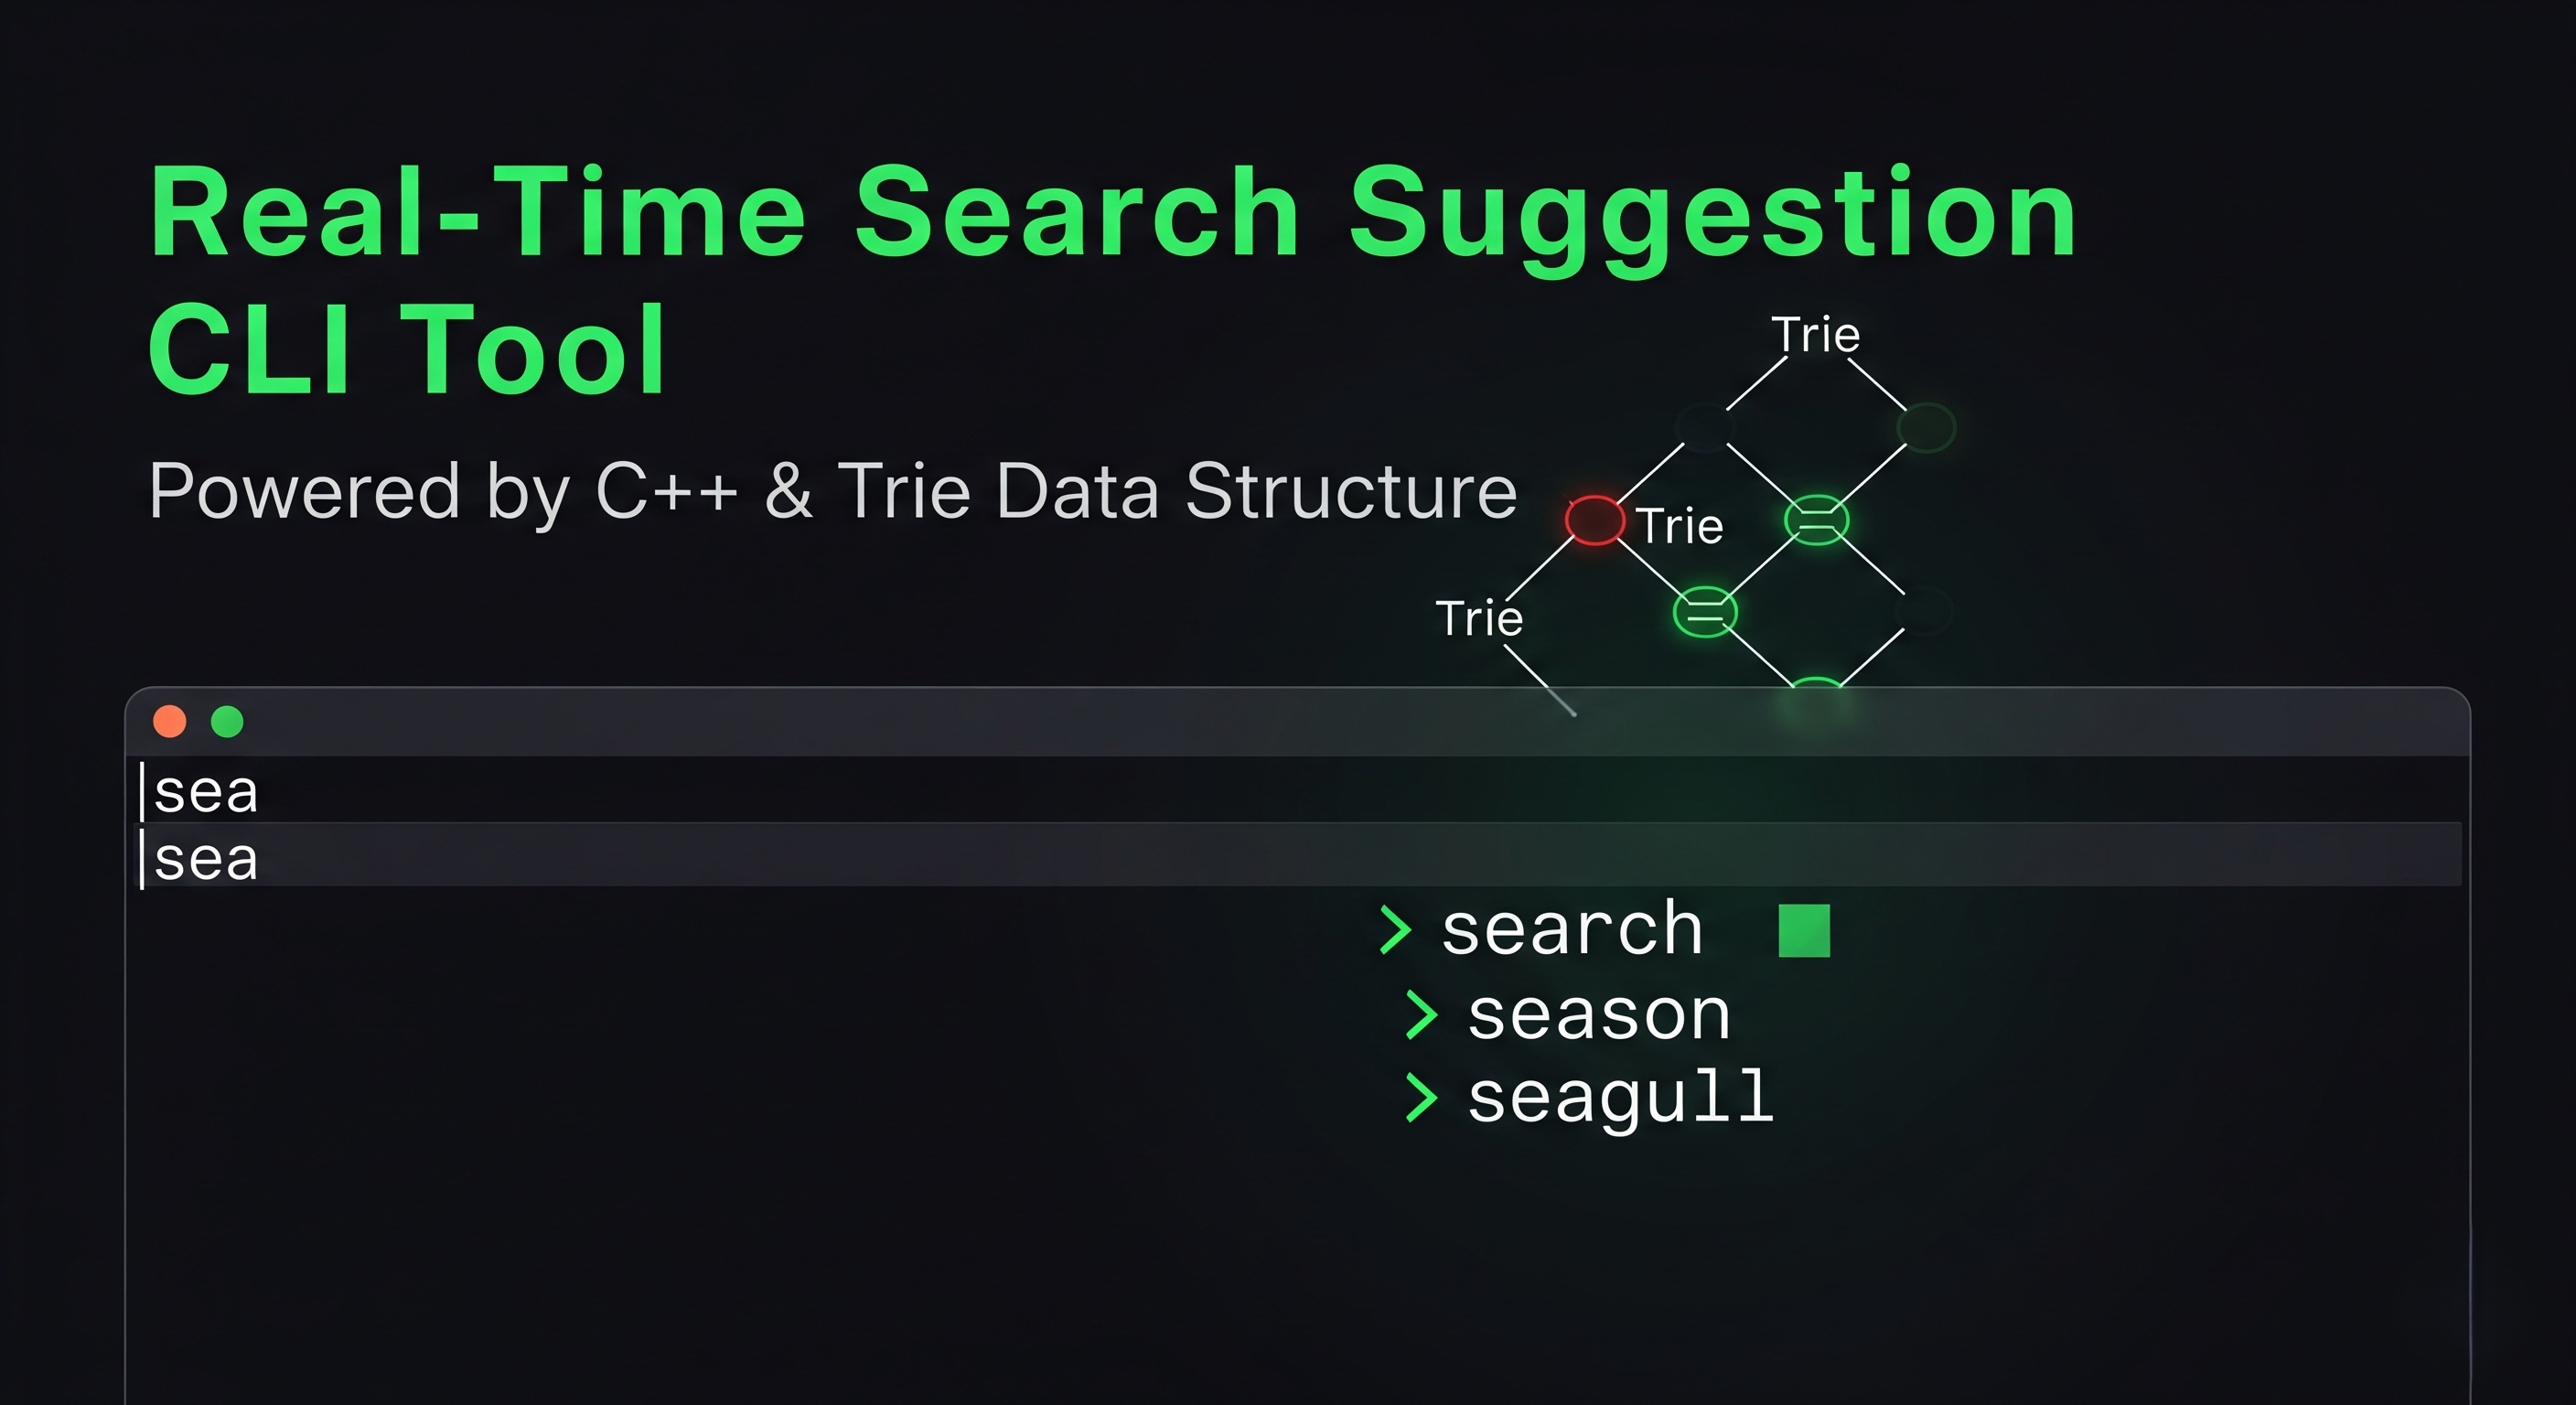 Real-Time Search Suggestion
CLI Tool
Powered by C++ & Trie Data Structure
Trie
Trie
Trie
|sea
|sea
> search
> season
> seagull